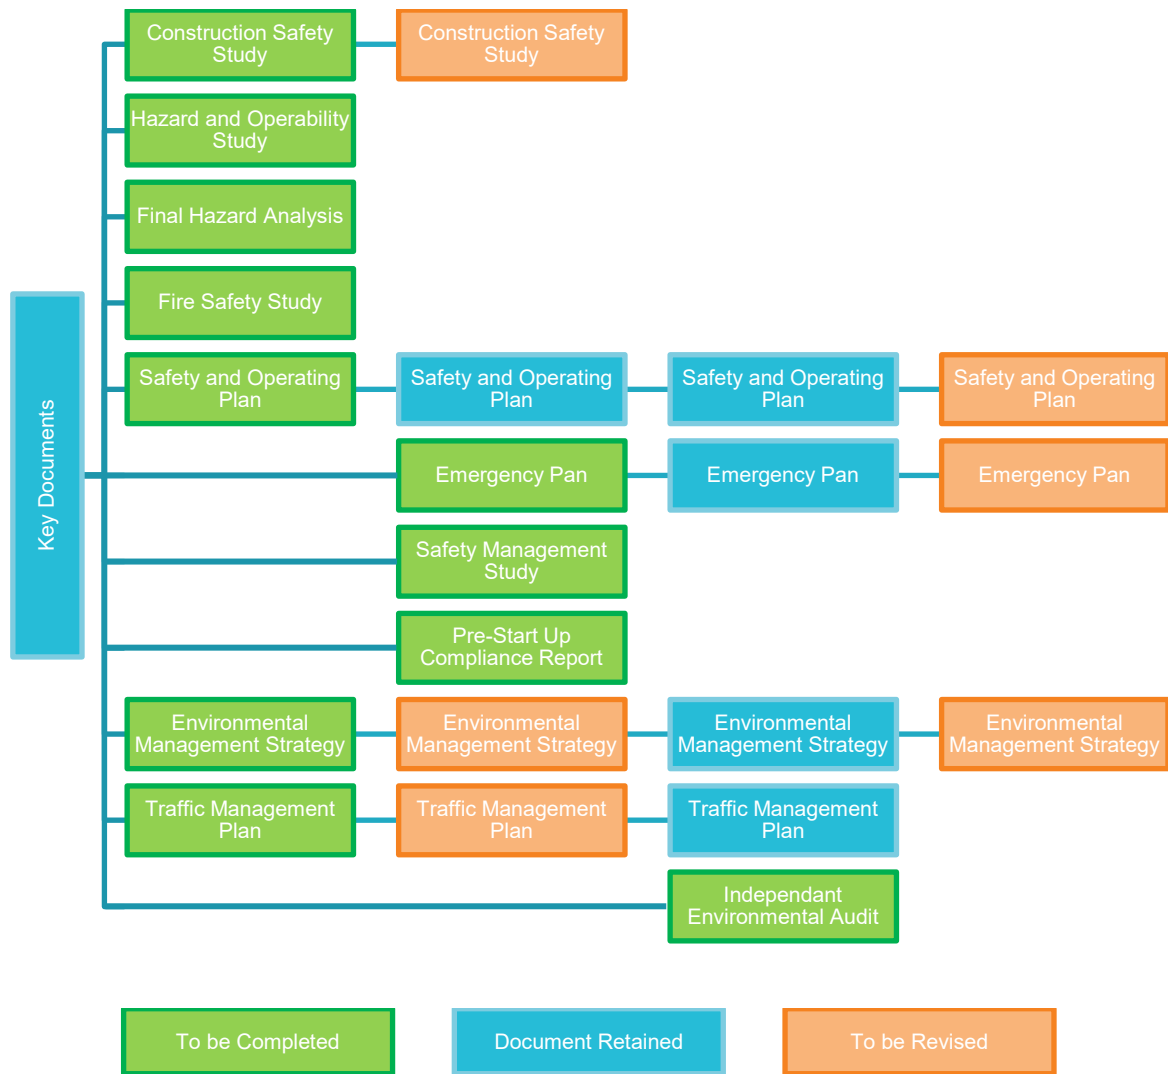 Construction Safety
Study
Construction Safety
Study
Hazard and Operability
Study
Final Hazard Analysis
Fire Safety Study
Key Documents
Safety and Operating
Plan
Safety and Operating
Plan
Safety and Operating
Plan
Safety and Operating
Plan
Emergency Pan
Emergency Pan
Emergency Pan
Safety Management
Study
Pre-Start Up
Compliance Report
Environmental
Management Strategy
Environmental
Management Strategy
Environmental
Management Strategy
Environmental
Management Strategy
Traffic Management
Plan
Traffic Management
Plan
Traffic Management
Plan
Independant
Environmental Audit
To be Completed
Document Retained
To be Revised